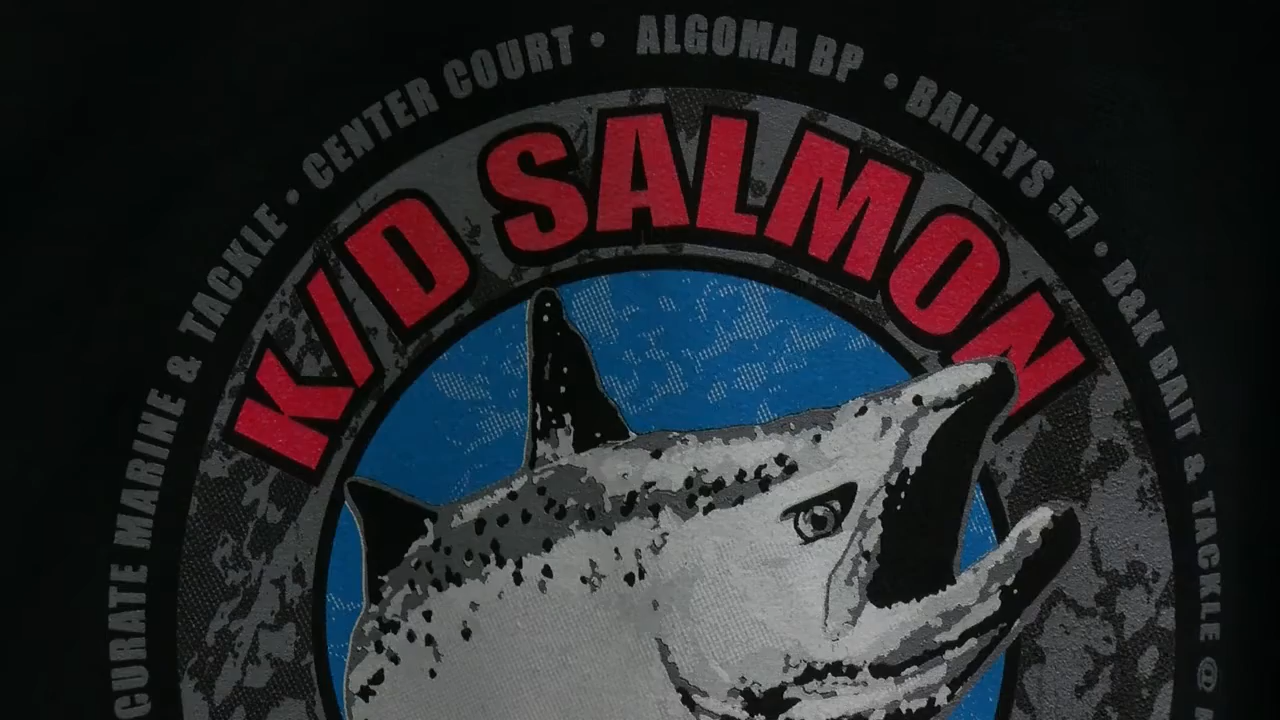 CURATE MARINE & TACKLE • CENTER COURT • ALGOMA BP • BAILEYS 57 • B&K BAIT & TACKLE @
K/D SALMON